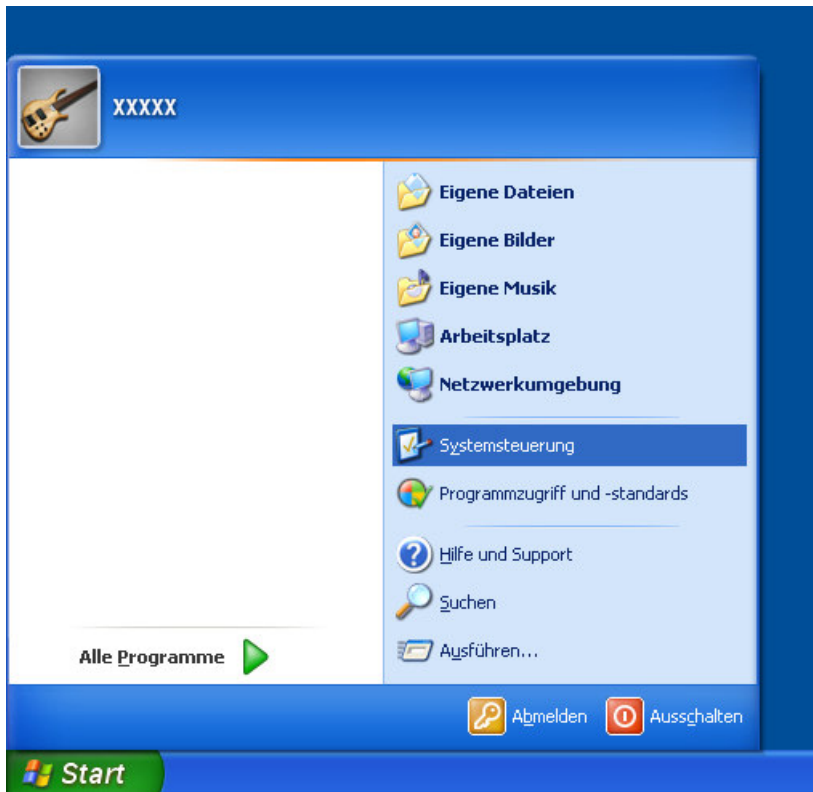 xxxxx
Eigene Dateien
Eigene Bilder
Eigene Musik
Arbeitsplatz
Netzwerkumgebung
Systemsteuerung
Programmzugriff und -standards
Hilfe und Support
Suchen
Ausführen...
Alle Programme
Abmelden
Ausschalten
Start